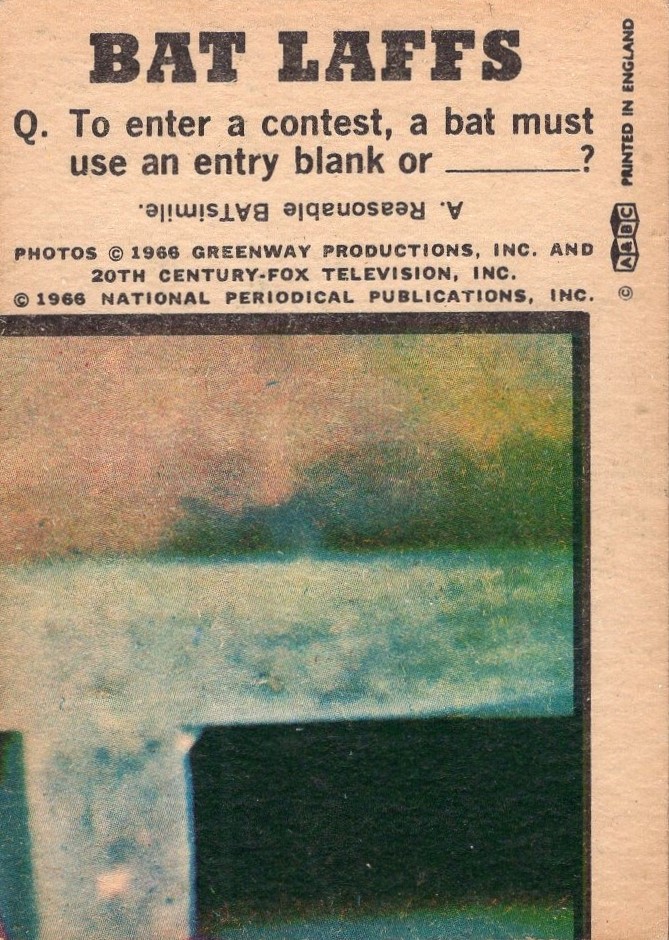 BAT LAFFS
Q. To enter a contest, a bat must
use an entry blank or ________?
A. Reasonable BATsimile.
PHOTOS © 1966 GREENWAY PRODUCTIONS, INC. AND
20TH CENTURY-FOX TELEVISION, INC.
© 1966 NATIONAL PERIODICAL PUBLICATIONS, INC.
© A&BC PRINTED IN ENGLAND